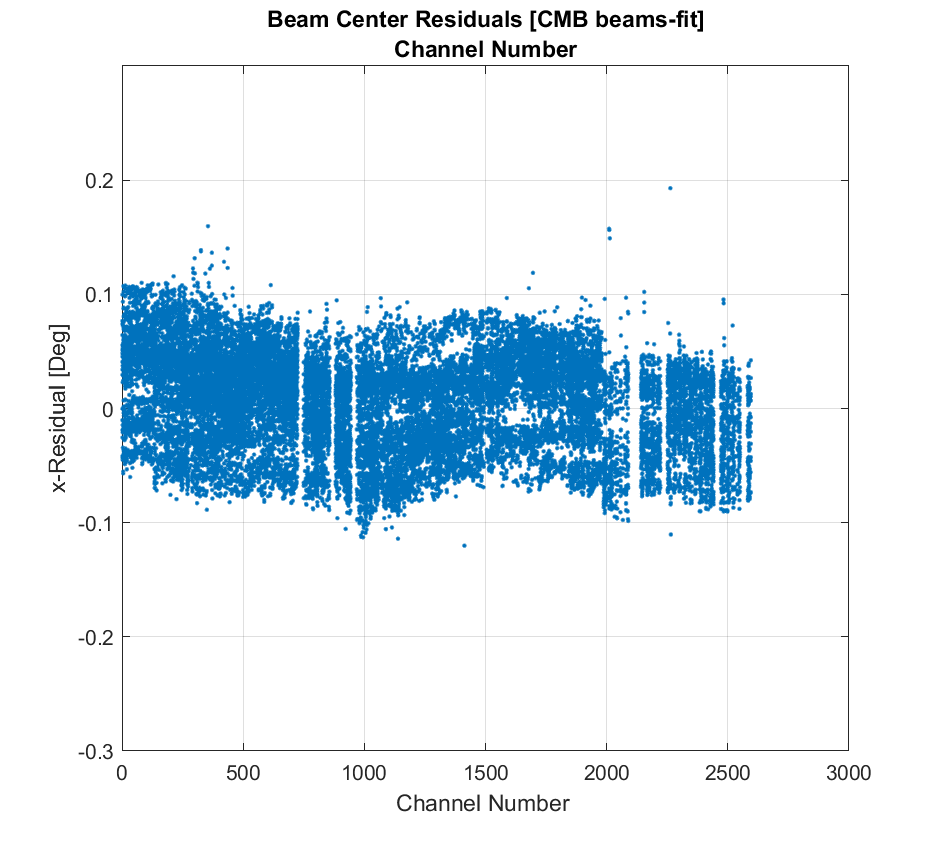 Beam Center Residuals [CMB beams-fit]
Channel Number
0.2
0.1
0
-0.1
-0.2
-0.3
x-Residual [Deg]
0 500 1000 1500 2000 2500 3000
Channel Number